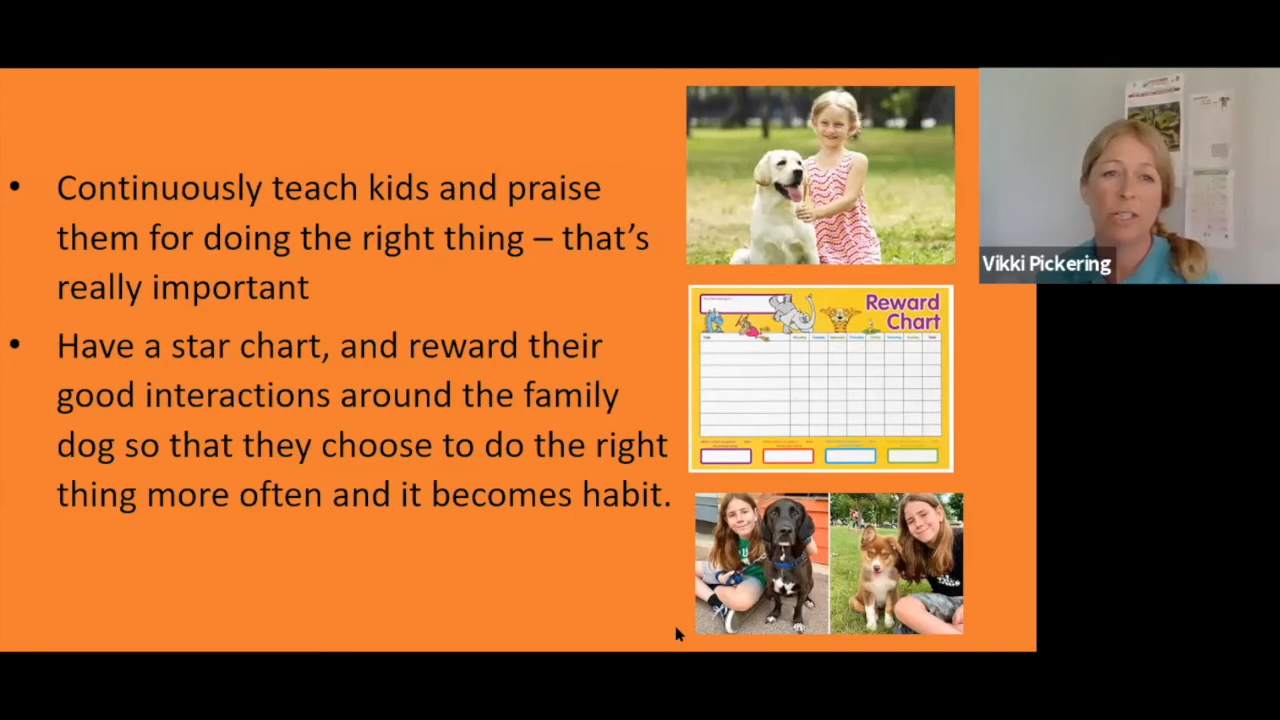 • Continuously teach kids and praise
them for doing the right thing – that's
really important
• Have a star chart, and reward their
good interactions around the family
dog so that they choose to do the right
thing more often and it becomes habit.
Reward
Chart
Vikki Pickering